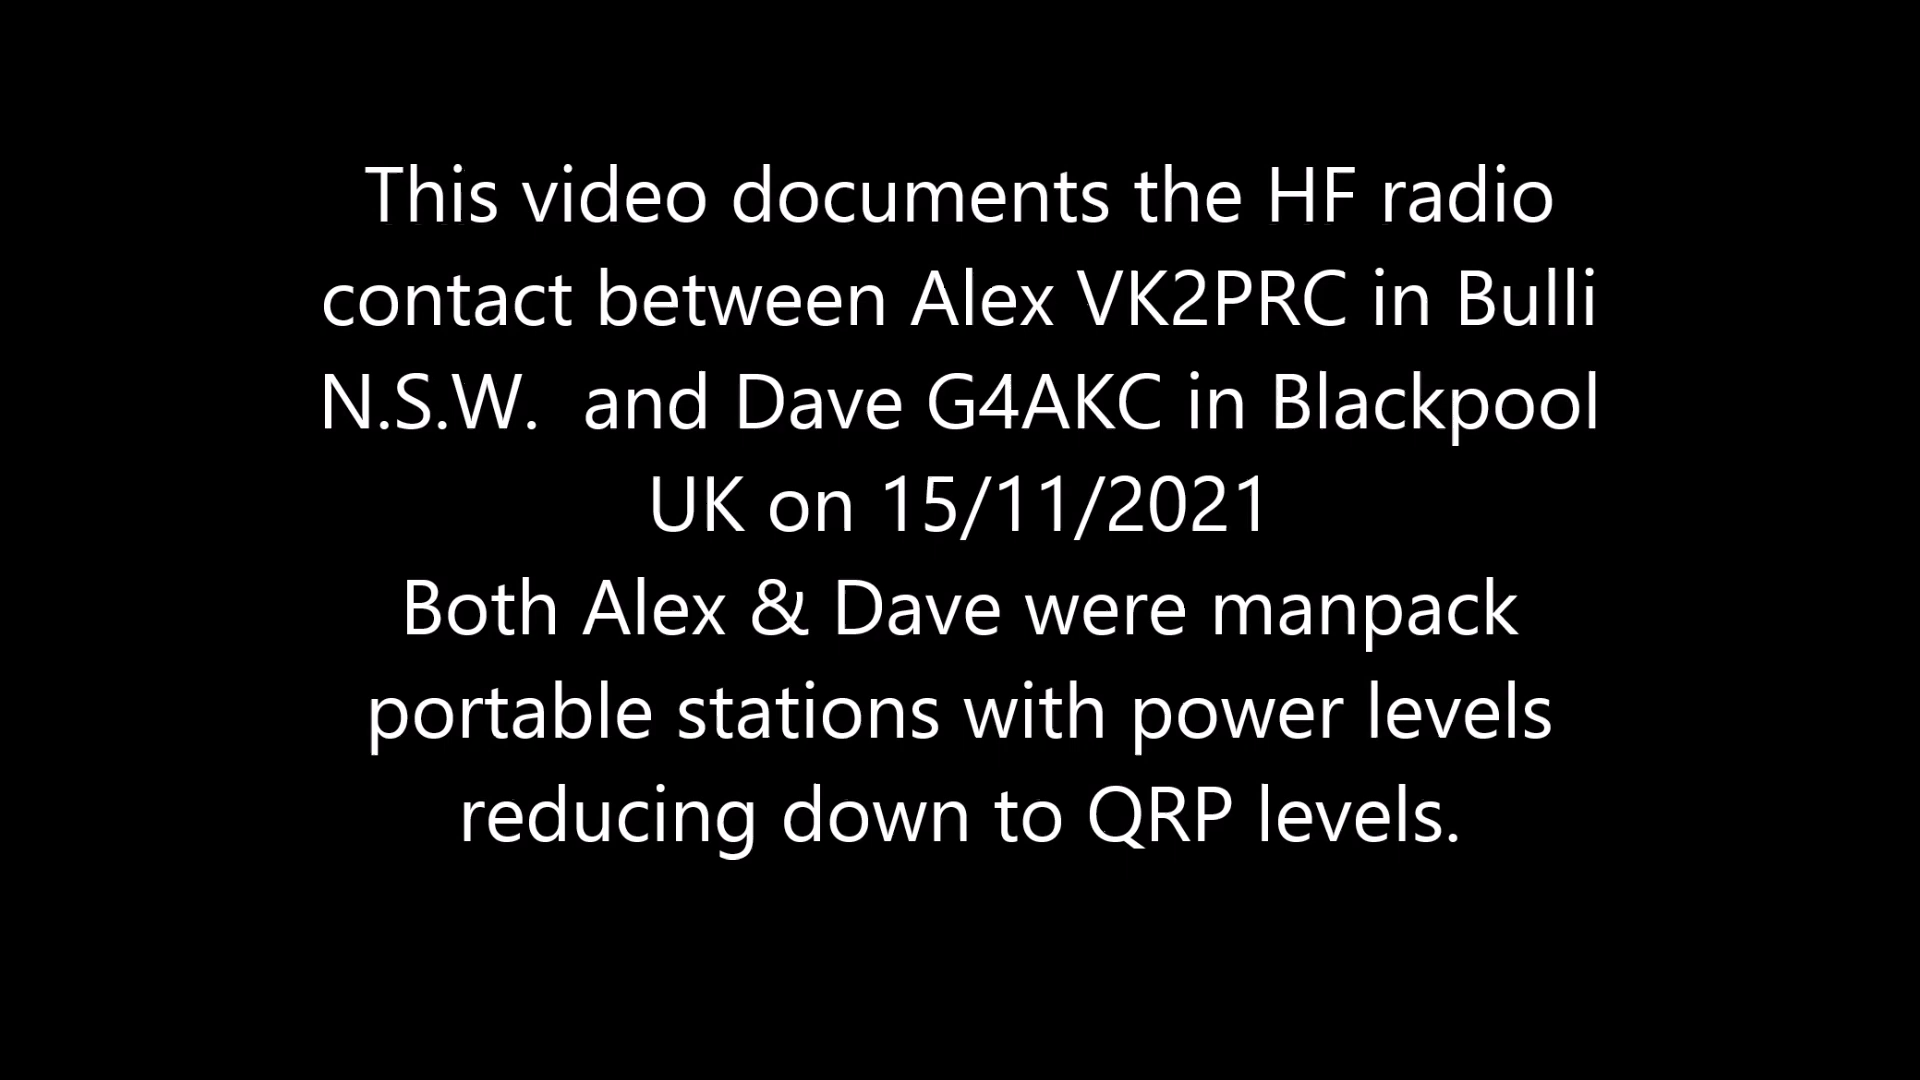 This video documents the HF radio
contact between Alex VK2PRC in Bulli
N.S.W.  and Dave G4AKC in Blackpool
UK on 15/11/2021
Both Alex & Dave were manpack
portable stations with power levels
reducing down to QRP levels.